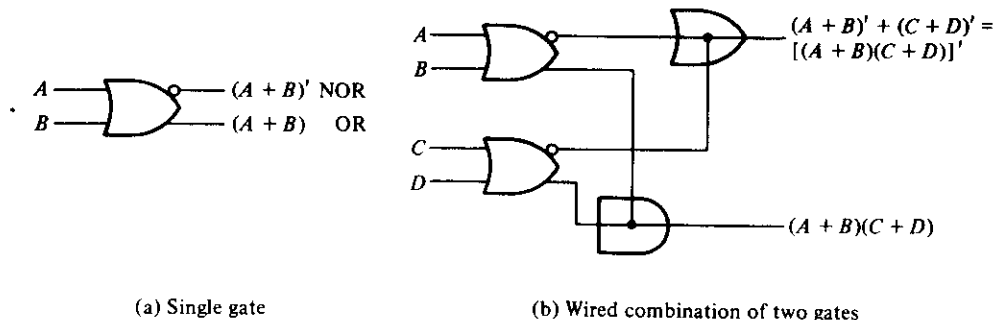 A
B
(A + B)' NOR
(A + B) OR
(a) Single gate
A
B
C
D
(A + B)' + (C + D)' =
[(A + B)(C + D)]'
(A + B)(C + D)
(b) Wired combination of two gates